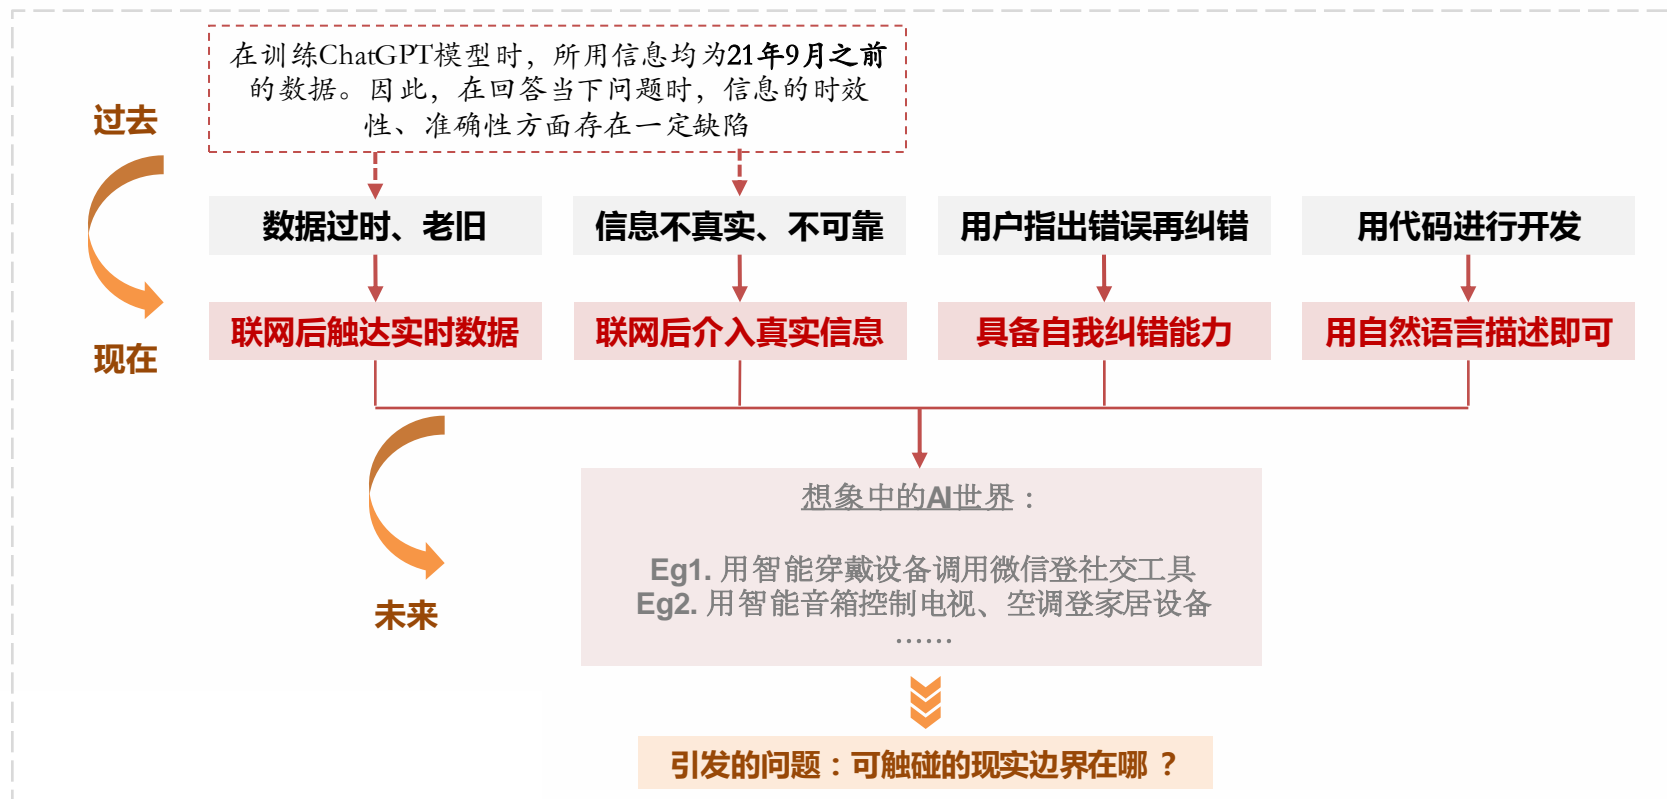 在训练ChatGPT模型时，所用信息均为21年9月之前
的数据。因此，在回答当下问题时，信息的时效
性、准确性方面存在一定缺陷
过去
数据过时、老旧
信息不真实、不可靠
用户指出错误再纠错
用代码进行开发
联网后触达实时数据
联网后介入真实信息
具备自我纠错能力
用自然语言描述即可
现在
想象中的AI世界：
Eg1. 用智能穿戴设备调用微信登社交工具
Eg2. 用智能音箱控制电视、空调登家居设备
……
未来
引发的问题：可触碰的现实边界在哪？